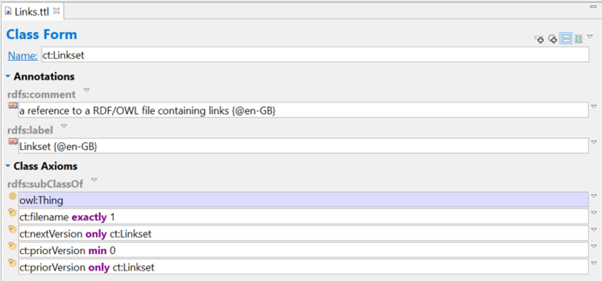 Links.ttl
Class Form
Name: ct:Linkset
Annotations
rdfs:comment
a reference to a RDF/OWL file containing links {@en-GB}
rdfs:label
Linkset {@en-GB}
Class Axioms
rdfs:subClassOf
owl:Thing
ct:filename exactly 1
ct:nextVersion only ct:Linkset
ct:priorVersion min 0
ct:priorVersion only ct:Linkset